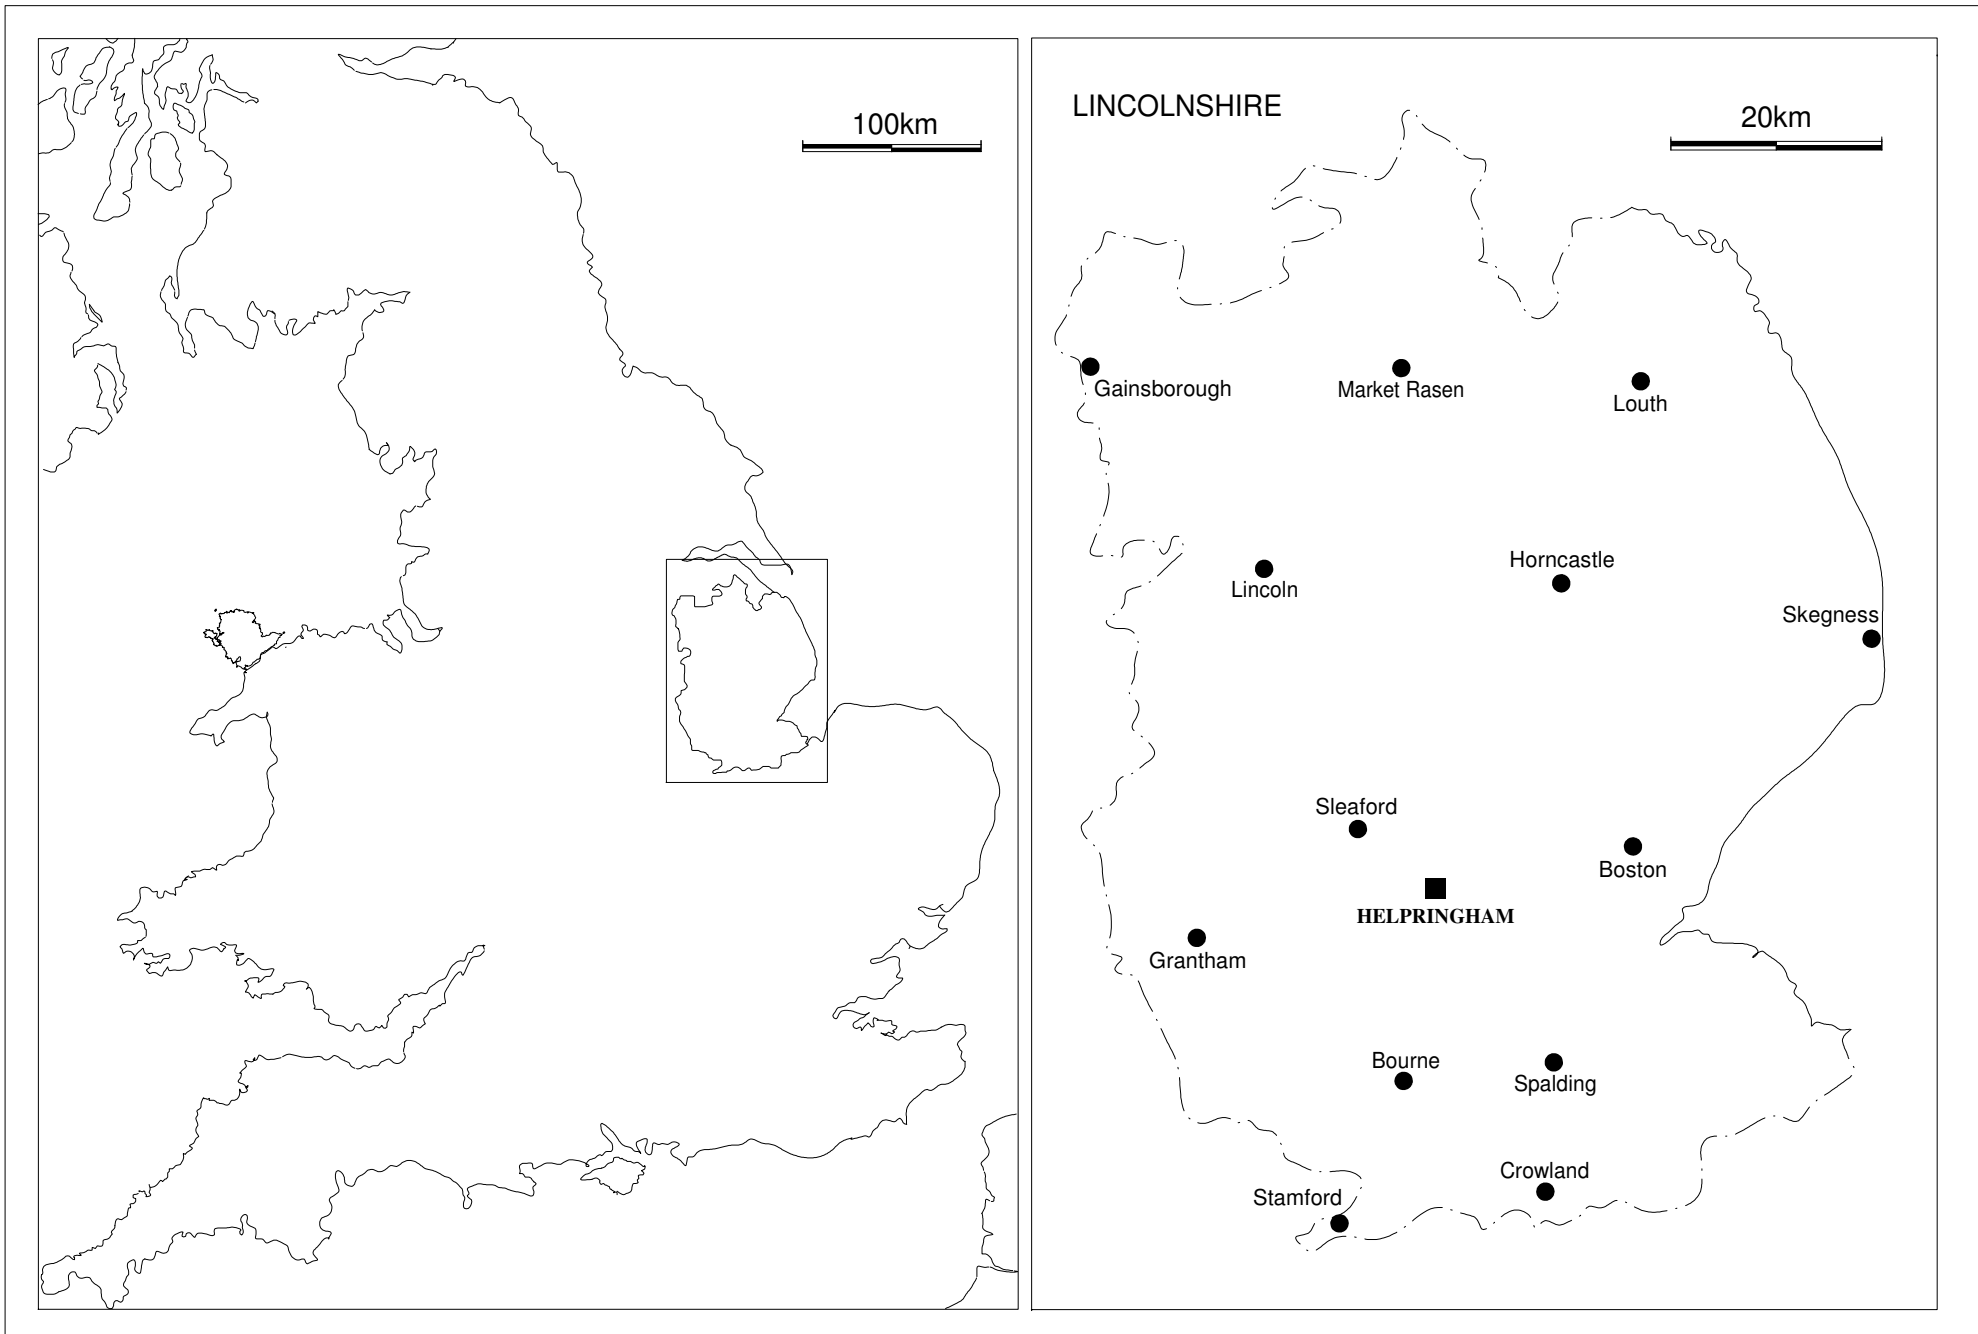 100km
LINCOLNSHIRE
20km
Gainsborough
Market Rasen
Louth
Horncastle
Lincoln
Skegness
Sleaford
Boston
HELPRINGHAM
Grantham
Bourne
Spalding
Crowland
Stamford